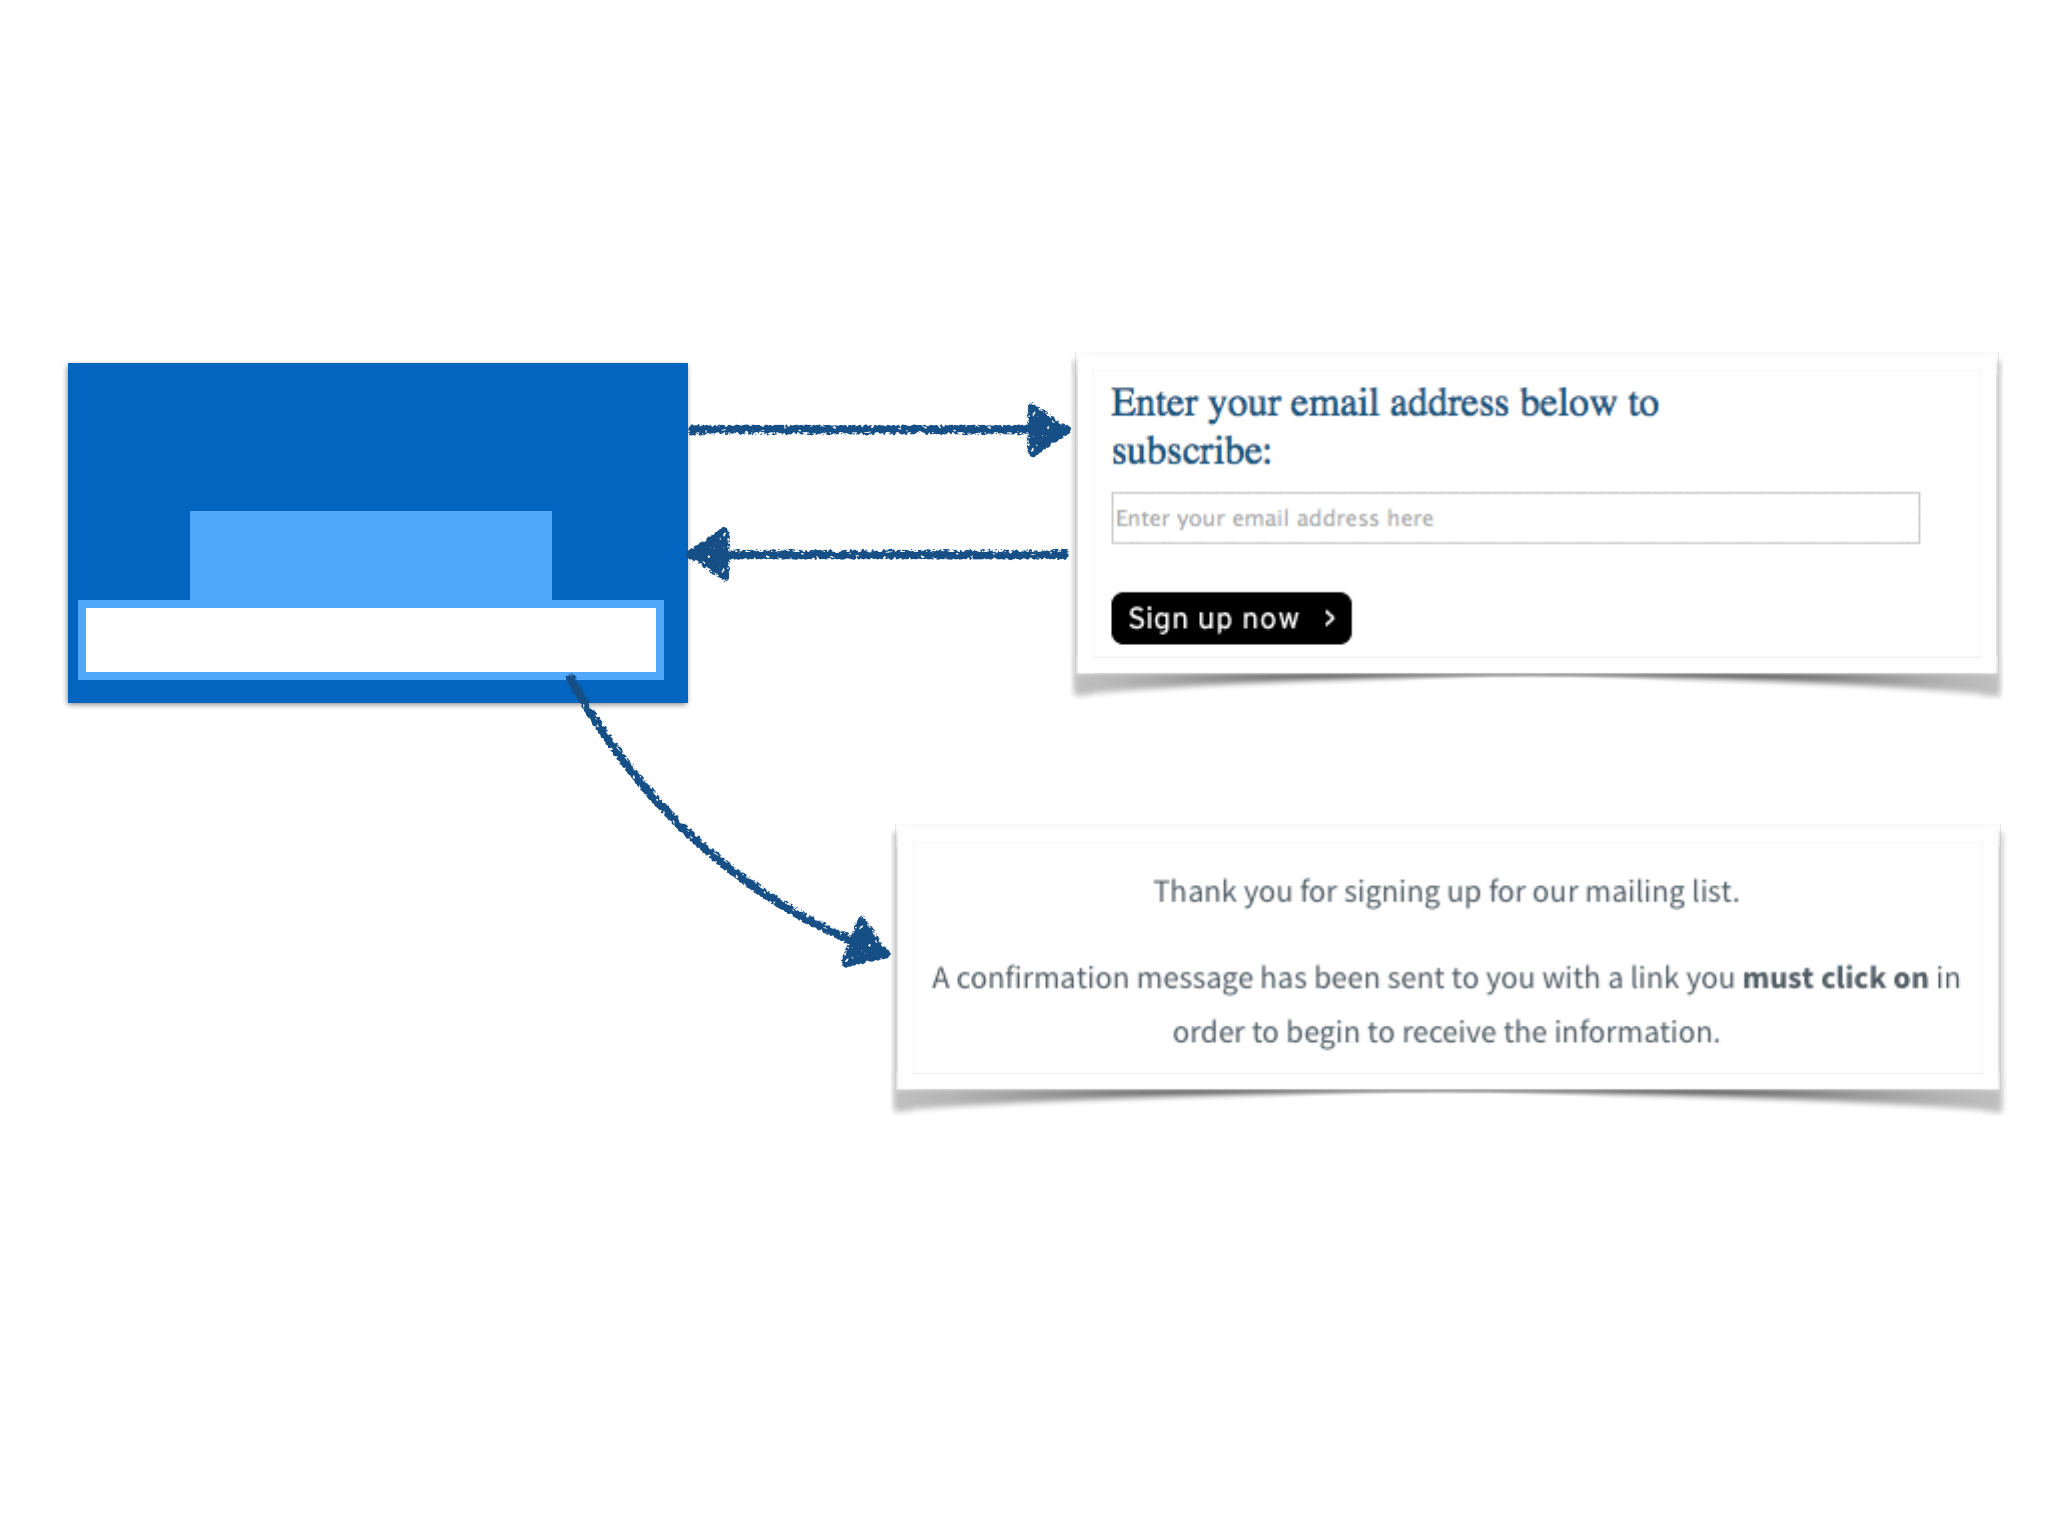 Enter your email address below to
subscribe:
Enter your email address here
Sign up now >
Thank you for signing up for our mailing list.
A confirmation message has been sent to you with a link you must click on in
order to begin to receive the information.